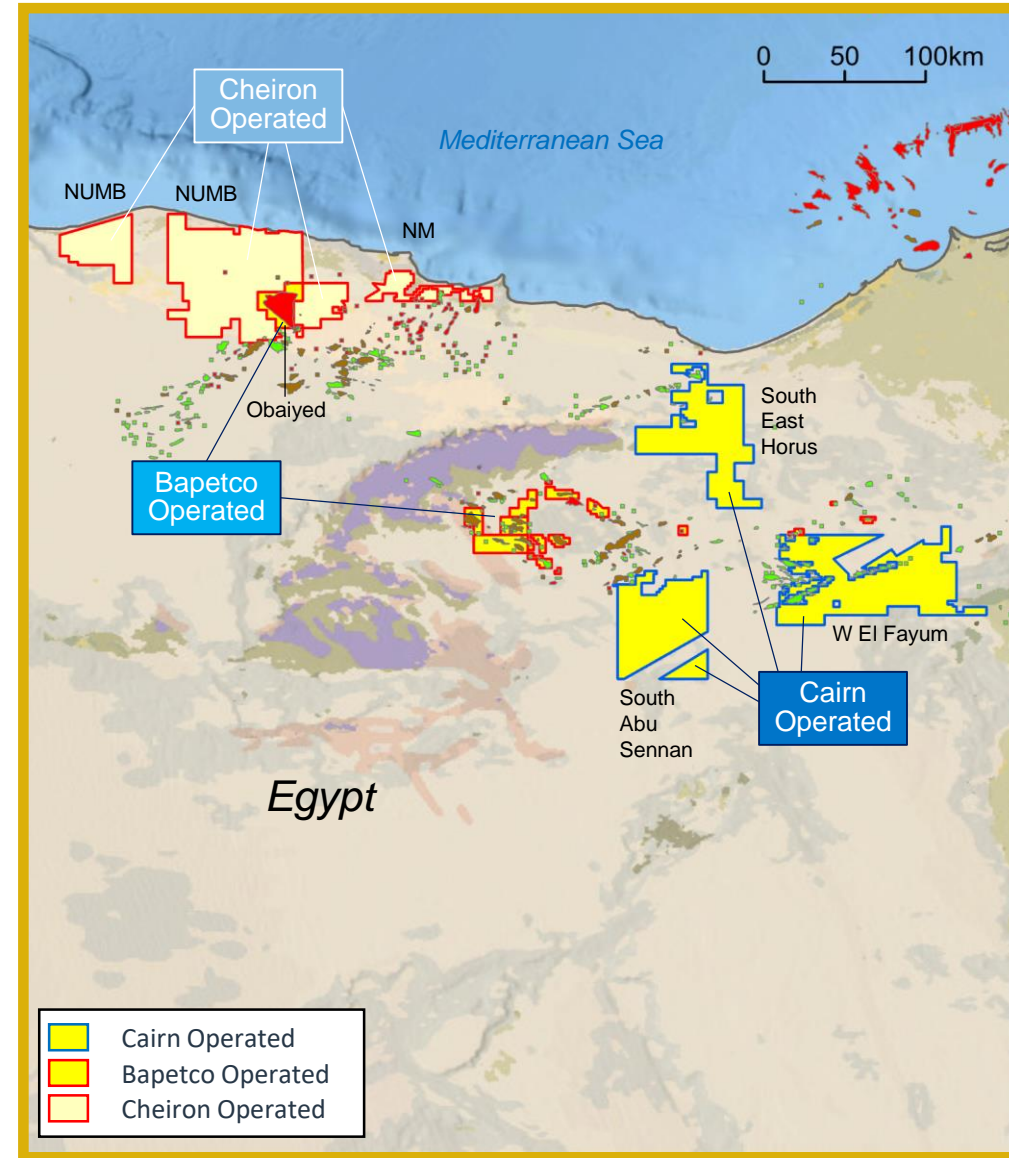 0 50 100km
Cheiron
Operated
Mediterranean Sea
NUMB
NUMB
NM
Obaiyed
South
East
Horus
Bapetco
Operated
W El Fayum
South
Abu
Sennan
Cairn
Operated
Egypt
Cairn Operated
Bapetco Operated
Cheiron Operated